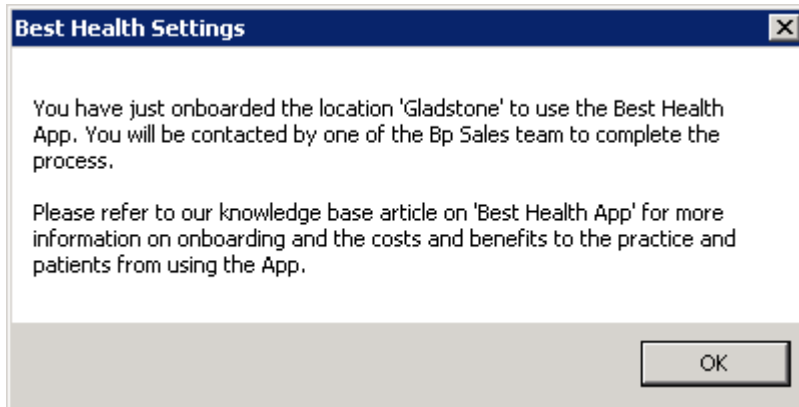 Best Health Settings
You have just onboarded the location 'Gladstone' to use the Best Health
App. You will be contacted by one of the Bp Sales team to complete the
process.
Please refer to our knowledge base article on 'Best Health App' for more
information on onboarding and the costs and benefits to the practice and
patients from using the App.
OK